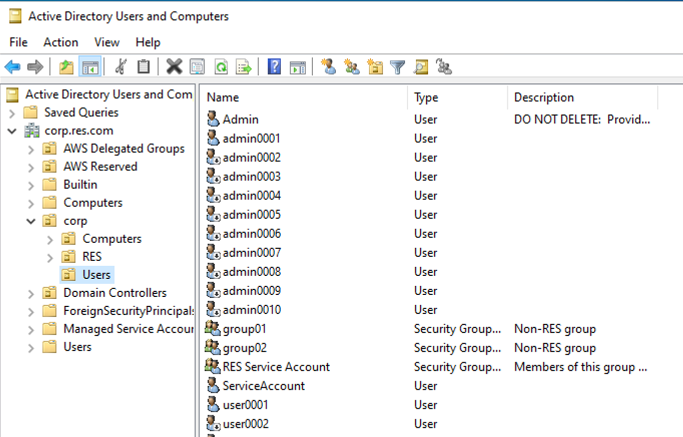 Active Directory Users and Computers
File Action View Help
Active Directory Users and Com
Saved Queries
corp.res.com
AWS Delegated Groups
AWS Reserved
Builtin
Computers
corp
Computers
RES
Users
Domain Controllers
ForeignSecurityPrincipals
Managed Service Accour
Users
Name Type Description
Admin User DO NOT DELETE: Provid...
admin0001 User
admin0002 User
admin0003 User
admin0004 User
admin0005 User
admin0006 User
admin0007 User
admin0008 User
admin0009 User
admin0010 User
group01 Security Group... Non-RES group
group02 Security Group... Non-RES group
RES Service Account Security Group... Members of this group ...
ServiceAccount User
user0001 User
user0002 User